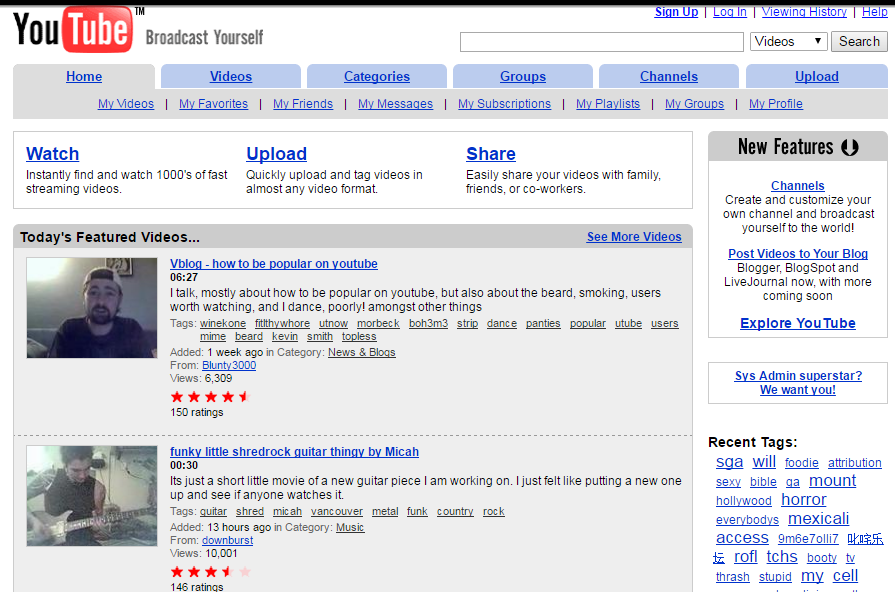 YouTube™
Broadcast Yourself
Sign Up | Log In | Viewing History | Help
Videos
Search
Home
Videos
Categories
Groups
Channels
Upload
My Videos | My Favorites | My Friends | My Messages | My Subscriptions | My Playlists | My Groups | My Profile
Watch
Instantly find and watch 1000's of fast
streaming videos.
Upload
Quickly upload and tag videos in
almost any video format.
Share
Easily share your videos with family,
friends, or co-workers.
Today's Featured Videos...
See More Videos
Vblog - how to be popular on youtube
06:27
I talk, mostly about how to be popular on youtube, but also about the beard, smoking, users
worth watching, and I dance, poorly! amongst other things
Tags: winekone fitlthywhore utnow morbeck boh3m3 strip dance panties popular utube users
mime beard kevin smith topless
Added: 1 week ago in Category: News & Blogs
From: Blunty3000
Views: 6,309
150 ratings
funky little shredrock guitar thingy by Micah
00:30
Its just a short little movie of a new guitar piece I am working on. I just felt like putting a new one
up and see if anyone watches it.
Tags: guitar shred micah vancouver metal funk country rock
Added: 13 hours ago in Category: Music
From: downburst
Views: 10,001
146 ratings
New Features
Channels
Create and customize your
own channel and broadcast
yourself to the world!
Post Videos to Your Blog
Blogger, BlogSpot and
LiveJournal now, with more
coming soon
Explore YouTube
Sys Admin superstar?
We want you!
Recent Tags:
sga will foodie attribution
sexy bible qa mount
hollywood horror
everybodys mexicali
access 9m6e7olli7 叱咤乐
坛 rofl tchs booty tv
thrash stupid my cell